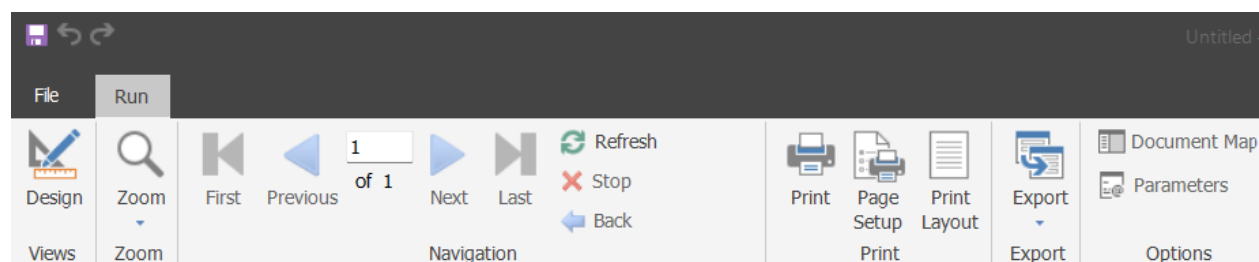 Untitled -
File Run
Design Zoom First Previous 1 of 1 Next Last Refresh Stop Back Print Page Setup Print Layout Export Document Map Parameters
Views Zoom Navigation Print Export Options